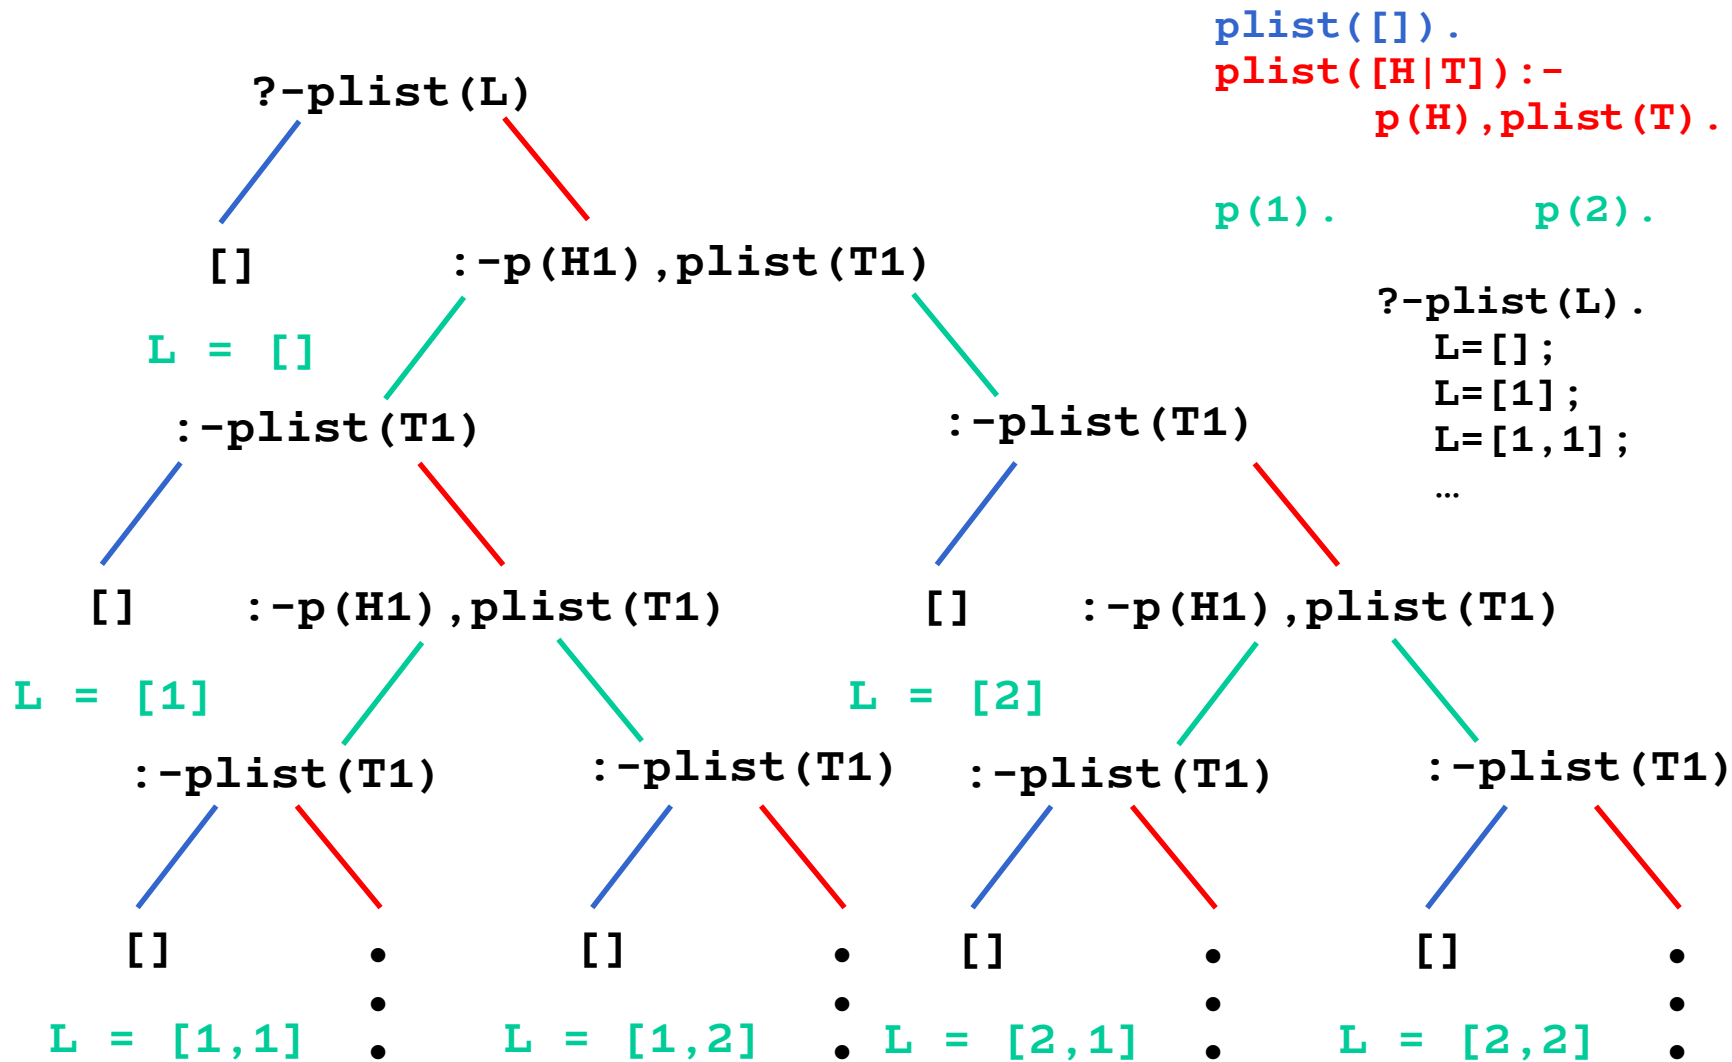 plist([]).
plist([H|T]):-
p(H),plist(T).
?-plist(L)
p(1). p(2).
[] :-p(H1),plist(T1)
?-plist(L).
L = []
L=[];
L=[1];
:-plist(T1) :-plist(T1)
L=[1,1];
…
[] :-p(H1),plist(T1) [] :-p(H1),plist(T1)
L = [1] L = [2]
:-plist(T1) :-plist(T1) :-plist(T1) :-plist(T1)
[] [] [] []
L = [1,1] L = [1,2] L = [2,1] L = [2,2]